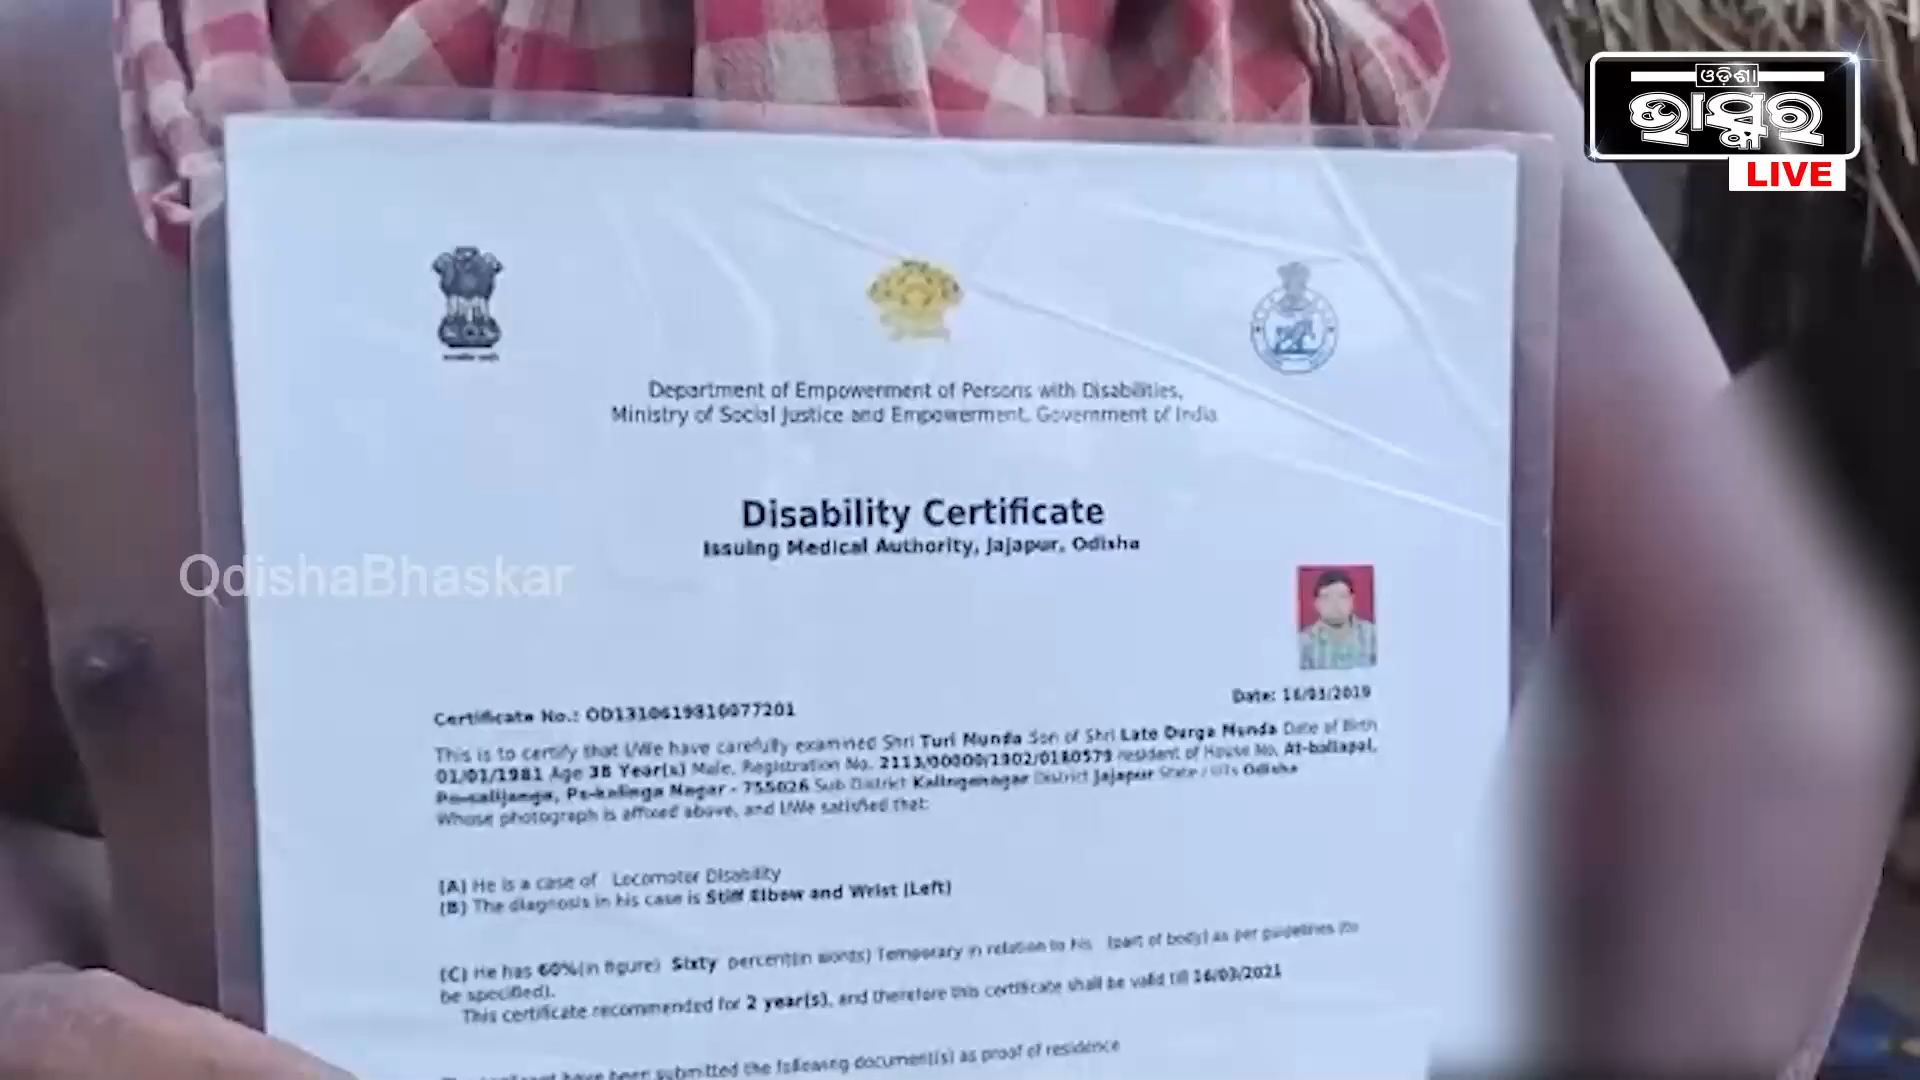 ଓଡ଼ିଶା
ଭାସ୍କର
LIVE
Department of Empowerment of Persons with Disabilities,
Ministry of Social Justice and Empowerment, Government of India
Disability Certificate
Issuing Medical Authority, Jajapur, Odisha
OdishaBhaskar
Date: 16/03/2019
Certificate No.: OD1310619810077201
This is to certify that I/We have carefully examined Shri Turi Munda Son of Shri Late Durga Munda Date of Birth
01/01/1981 Age 38 Year(s) Male, Registration No. resident of House No.
Nagar - 755026 Sub District Kalinganagar District Jajapur State / UTs Odisha
Whose photograph is affixed above, and I/We satisfied that:
(A) He is a case of Locomotor Disability
(B) The diagnosis in his case is Stiff Elbow and Wrist (Left)
(C) He has 60%(in figure) Sixty percent(in words) Temporary in relation to his (part of body) as per guidelines (to
be specified).
This certificate recommended for 2 year(s), and therefore this certificate shall be valid till 16/03/2021
have been submitted the following document(s) as proof of residence